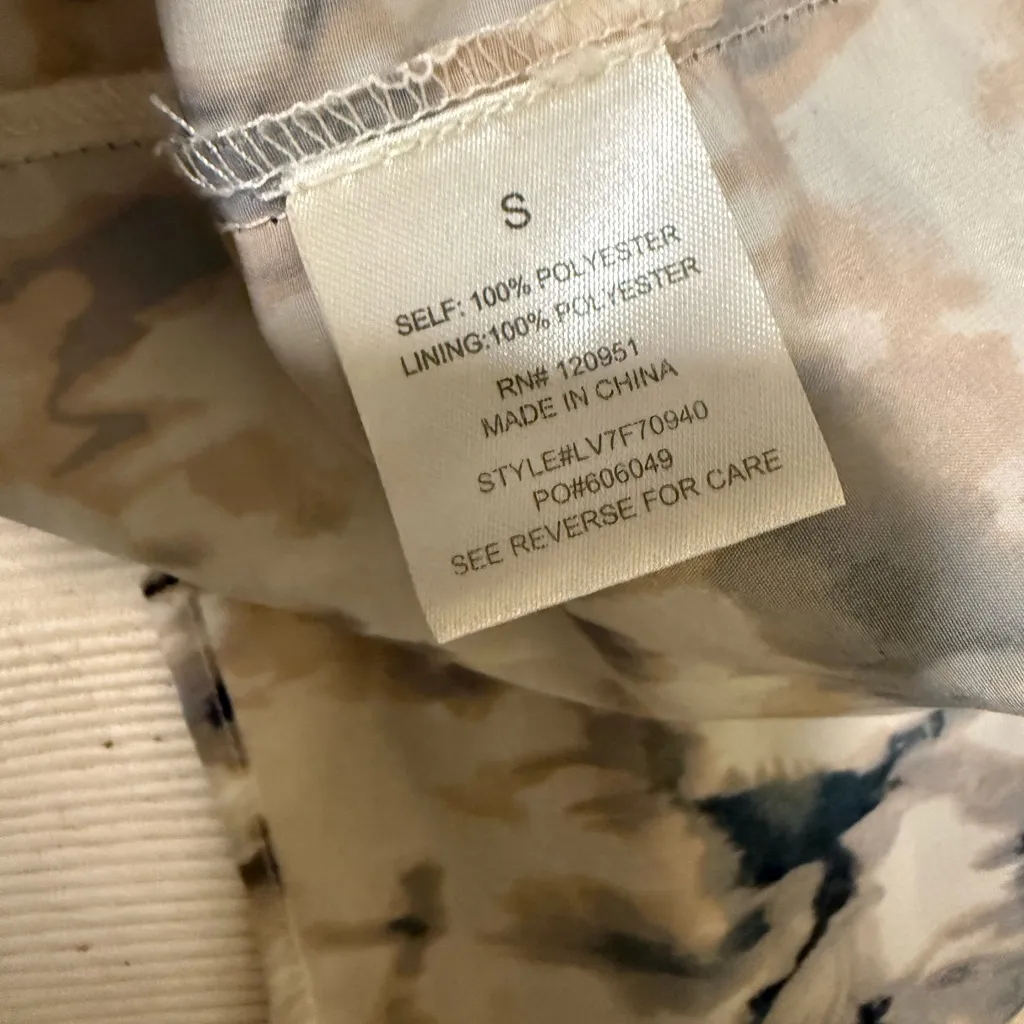 S
SELF: 100% POLYESTER
LINING:100% POLYESTER
RN# 120951
MADE IN CHINA
STYLE#LV7F70940
PO#606049
SEE REVERSE FOR CARE